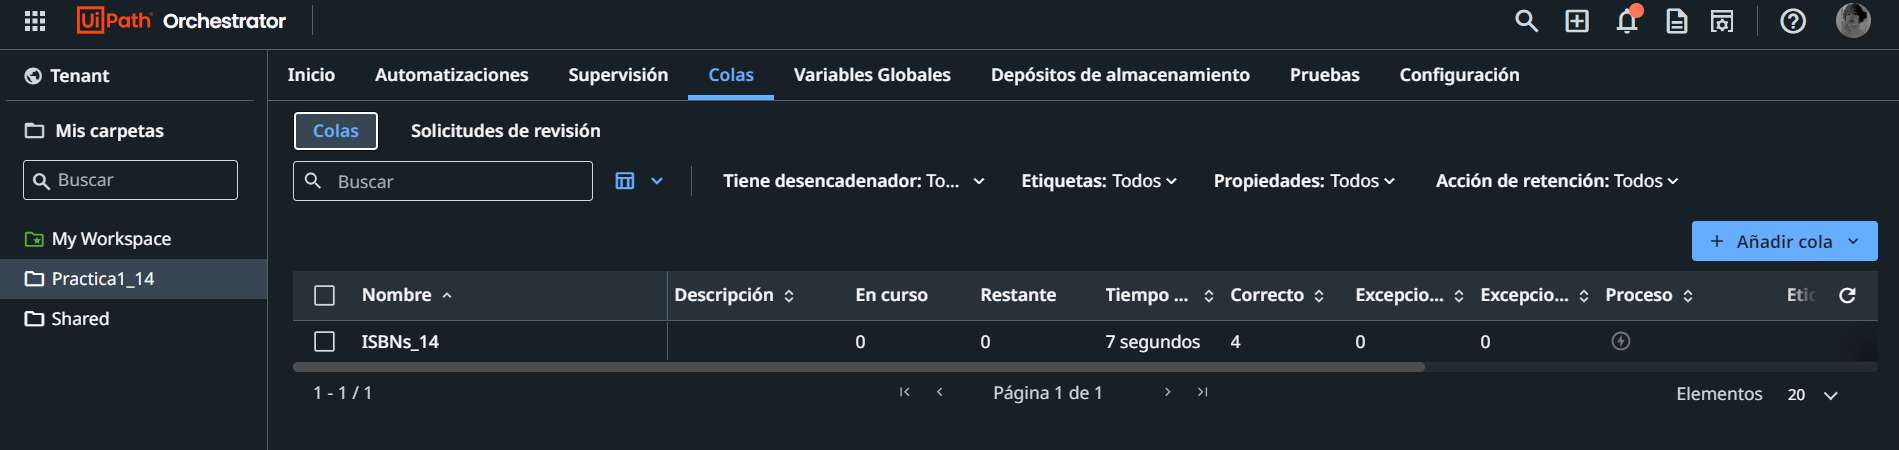 UiPath Orchestrator
Tenant
Inicio Automatizaciones Supervisión Colas Variables Globales Depósitos de almacenamiento Pruebas Configuración
Mis carpetas
Colas Solicitudes de revisión
Buscar
Buscar Tiene desencadenador: To... Etiquetas: Todos Propiedades: Todos Acción de retención: Todos
My Workspace
Practica1_14
Shared
+ Añadir cola
Nombre Descripción En curso Restante Tiempo ... Correcto Excepcio... Excepcio... Proceso Etic
ISBNs_14 0 0 7 segundos 4 0 0
1 - 1 / 1 Página 1 de 1 Elementos 20